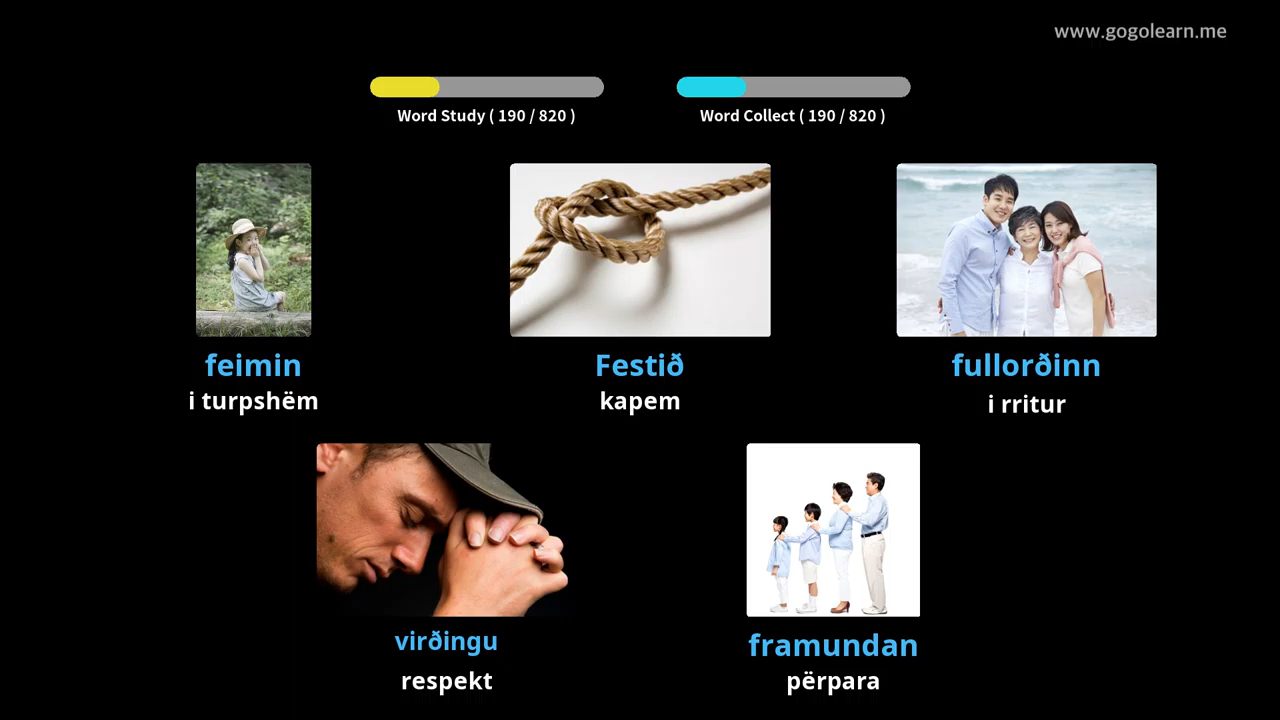 www.gogolearn.me
Word Study ( 190 / 820 )
Word Collect ( 190 / 820 )
feimin
i turpshëm
Festið
kapem
fullorðinn
i rritur
virðingu
respekt
framundan
përpara